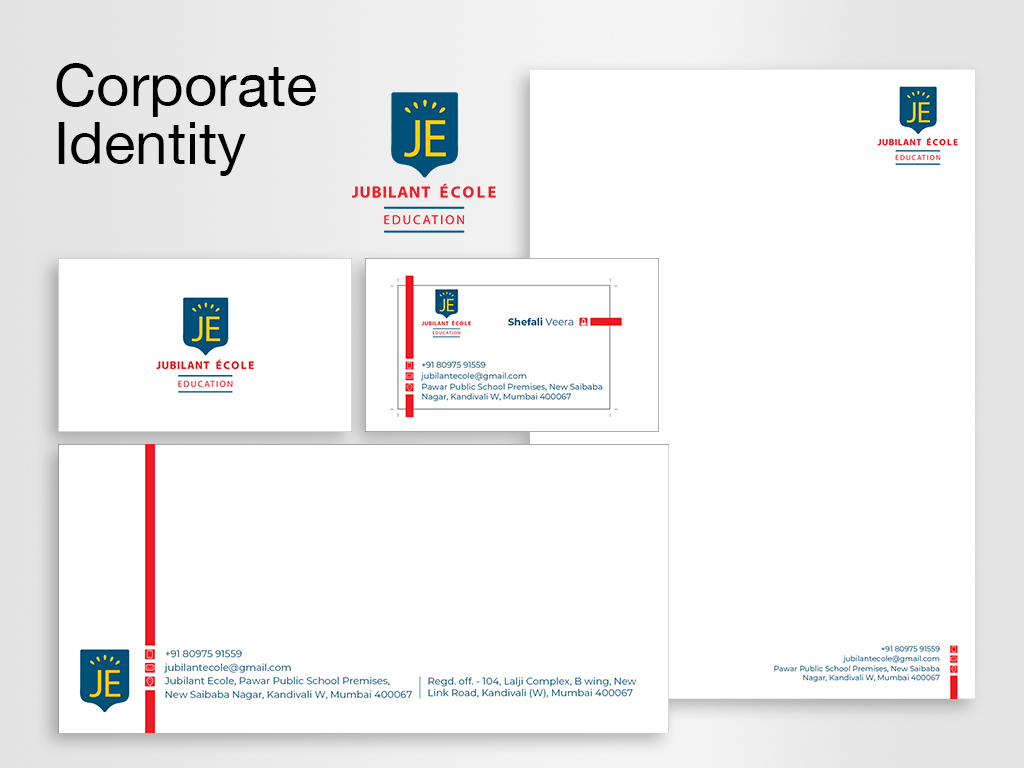 Corporate
Identity
JE
JUBILANT ÉCOLE
EDUCATION
JE
JUBILANT ÉCOLE
EDUCATION
JE
JUBILANT ÉCOLE
EDUCATION
JE
JUBILANT ÉCOLE
EDUCATION
Shefali Veera
+91 80975 91559
jubilantecole@gmail.com
Pawar Public School Premises, New Saibaba
Nagar, Kandivali W, Mumbai 400067
JE
+91 80975 91559
jubilantecole@gmail.com
Jubilant Ecole, Pawar Public School Premises,
New Saibaba Nagar, Kandivali W, Mumbai 400067
Regd. off. - 104, Lalji Complex, B wing, New
Link Road, Kandivali (W), Mumbai 400067
+91 80975 91559
jubilantecole@gmail.com
Pawar Public School Premises, New Saibaba
Nagar, Kandivali W, Mumbai 400067